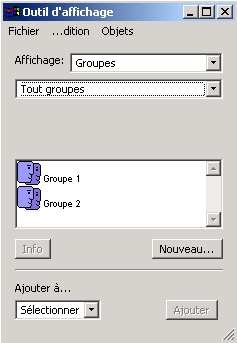 Outil d'affichage
Fichier ...dition Objets
Affichage: Groupes
Tout groupes
Groupe 1
Groupe 2
Info Nouveau...
Ajouter à...
Sélectionner Ajouter